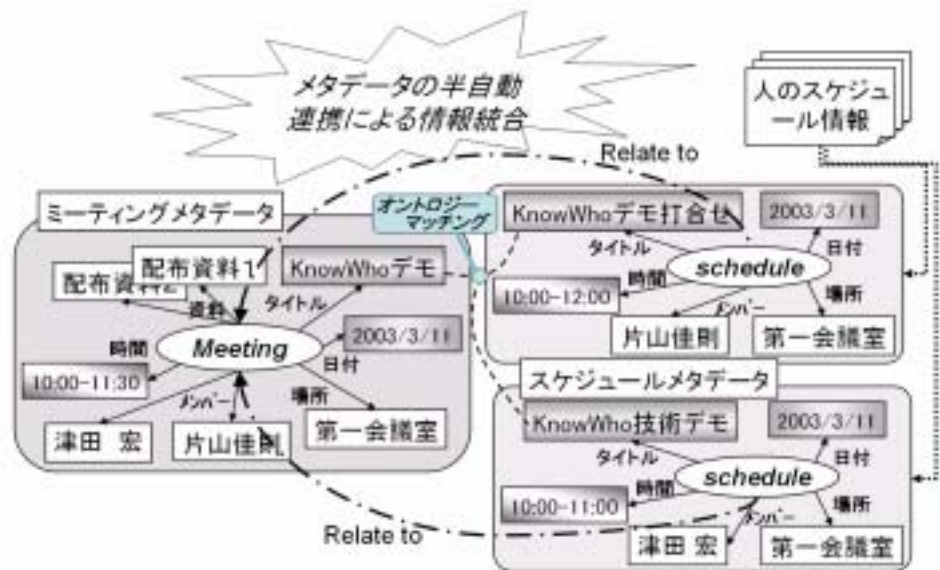 メタデータの半自動
連携による情報統合
人のスケジュ
ール情報
Relate to
ミーティングメタデータ
オントロジー
マッチング
配布資料1
配布資料2
資料
タイトル
KnowWhoデモ
時間
Meeting
2003/3/11
日付
10:00-11:30
メンバー
場所
津田 宏
片山佳則
第一会議室
KnowWhoデモ打合せ
2003/3/11
タイトル
日付
schedule
時間
10:00-12:00
メンバー
場所
片山佳則
第一会議室
スケジュールメタデータ
KnowWho技術デモ
2003/3/11
タイトル
日付
schedule
時間
10:00-11:00
メンバー
場所
津田 宏
第一会議室
Relate to